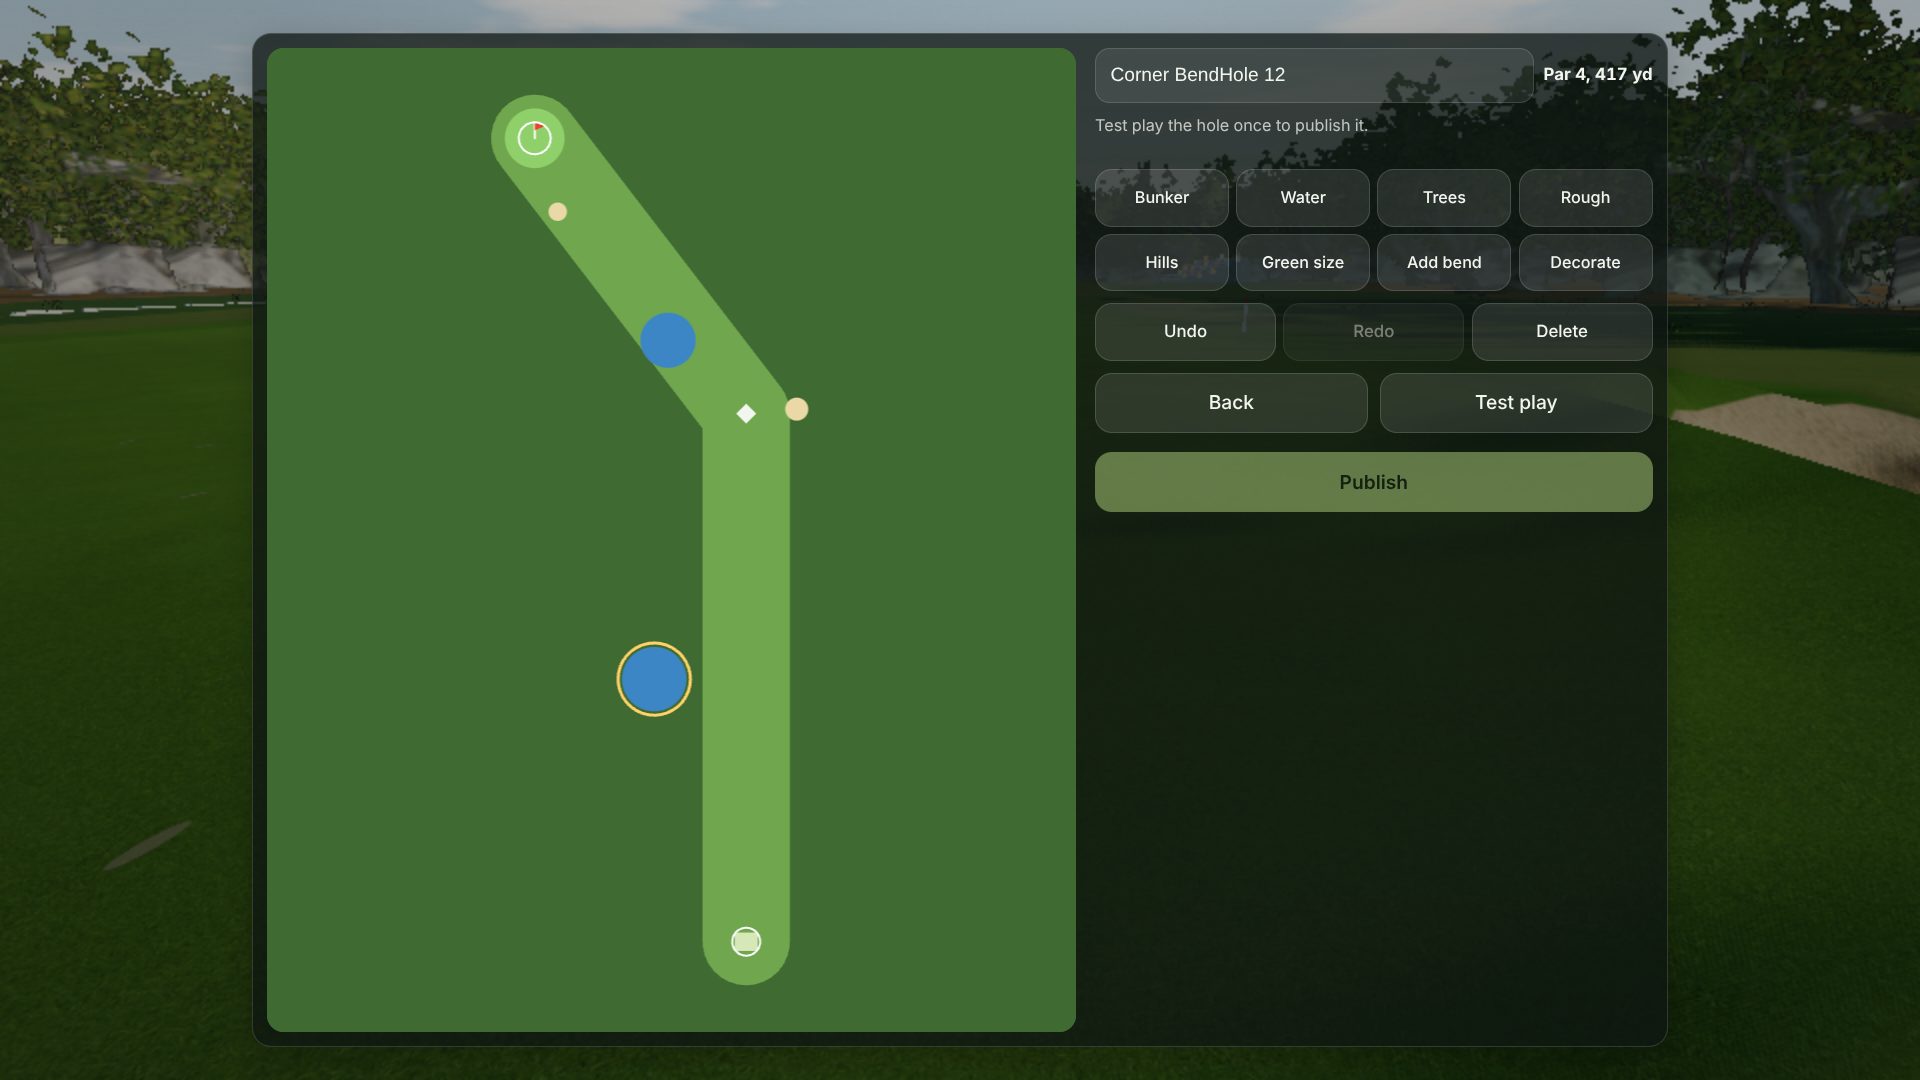 Corner BendHole 12
Par 4, 417 yd
Test play the hole once to publish it.
Bunker
Water
Trees
Rough
Hills
Green size
Add bend
Decorate
Undo
Redo
Delete
Back
Test play
Publish